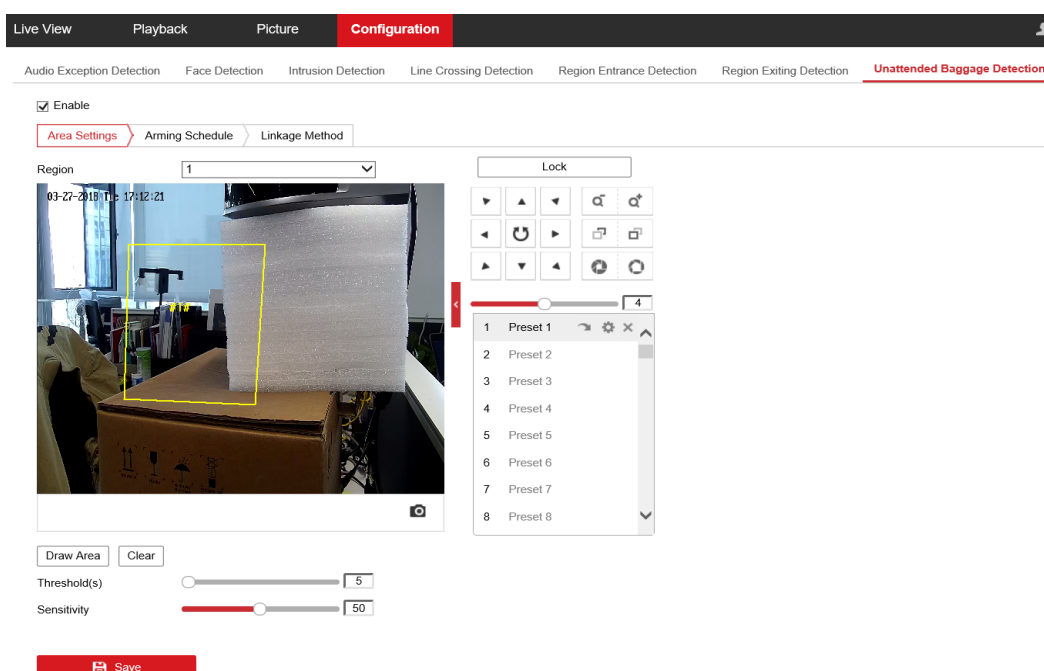 Live View Playback Picture Configuration
Audio Exception Detection Face Detection Intrusion Detection Line Crossing Detection Region Entrance Detection Region Exiting Detection Unattended Baggage Detection
Enable
Area Settings Arming Schedule Linkage Method
Region 1
Lock
03-27-2018 Tue 17:12:21
#1#
4
1 Preset 1
2 Preset 2
3 Preset 3
4 Preset 4
5 Preset 5
6 Preset 6
7 Preset 7
8 Preset 8
Draw Area Clear
Threshold(s) 5
Sensitivity 50
Save